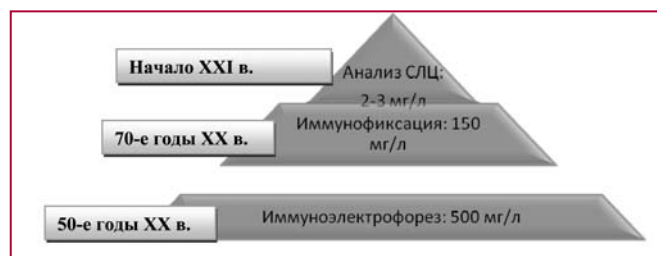 Начало XXI в.
Анализ СЛЦ:
2-3 мг/л
70-е годы XX в.
Иммунофиксация: 150
мг/л
50-е годы XX в.
Иммуноэлектрофорез: 500 мг/л